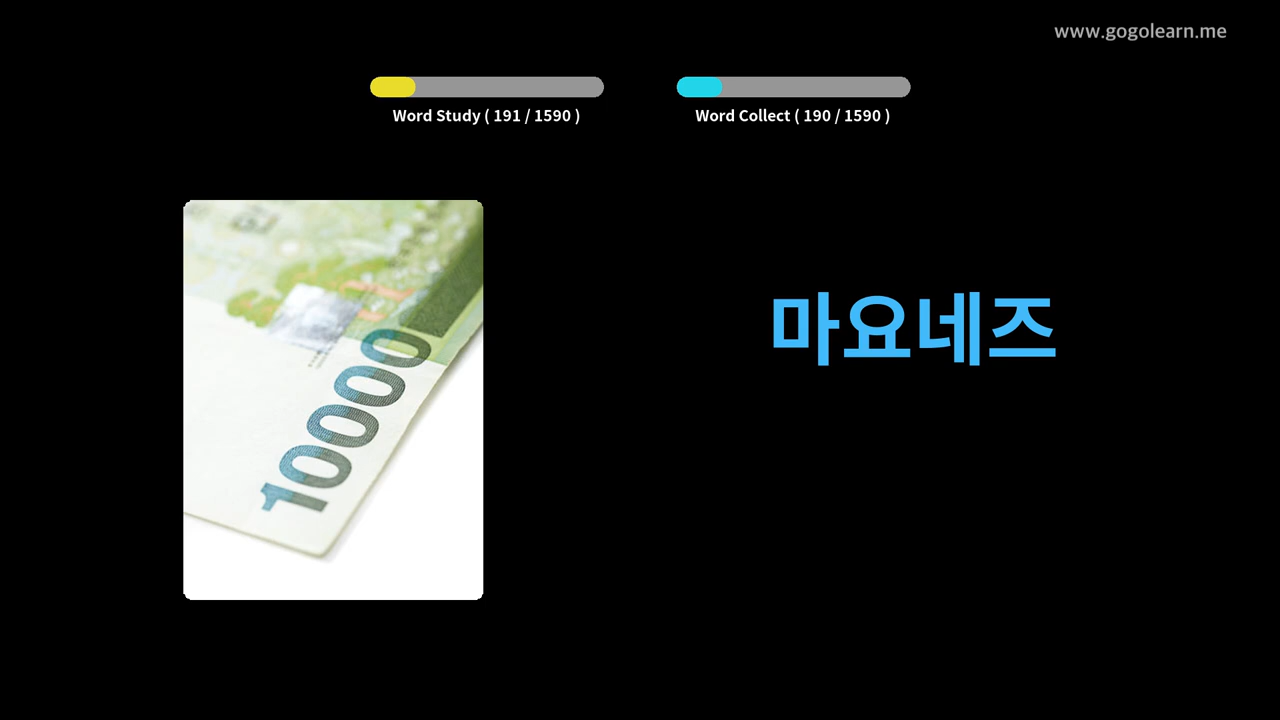 www.gogolearn.me
Word Study ( 191 / 1590 )
Word Collect ( 190 / 1590 )
마요네즈
10000